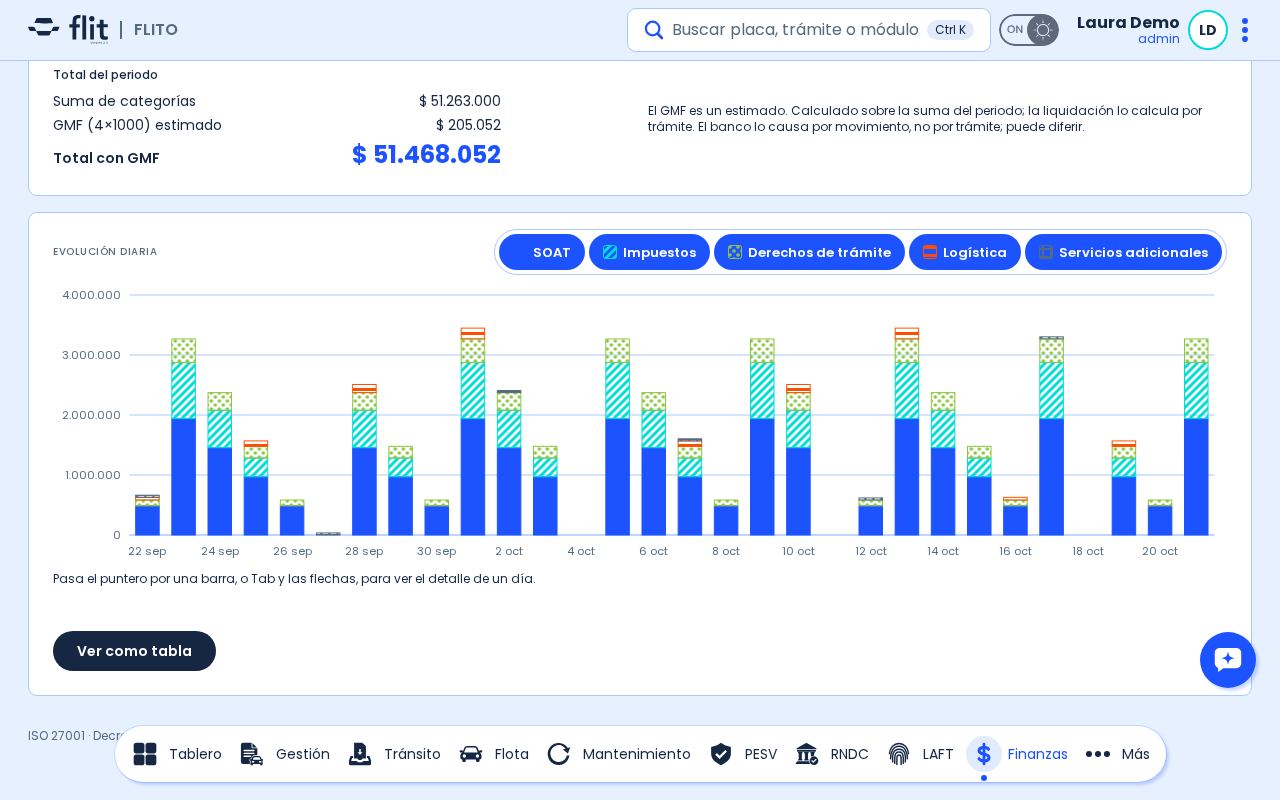 flit | FLITO
Buscar placa, trámite o módulo Ctrl K
ON
Laura Demo
admin
LD
Total del periodo
Suma de categorías $ 51.263.000
GMF (4×1000) estimado $ 205.052
Total con GMF $ 51.468.052
El GMF es un estimado. Calculado sobre la suma del periodo; la liquidación lo calcula por
trámite. El banco lo causa por movimiento, no por trámite; puede diferir.
EVOLUCIÓN DIARIA
SOAT Impuestos Derechos de trámite Logística Servicios adicionales
4.000.000
3.000.000
2.000.000
1.000.000
0
22 sep 24 sep 26 sep 28 sep 30 sep 2 oct 4 oct 6 oct 8 oct 10 oct 12 oct 14 oct 16 oct 18 oct 20 oct
Pasa el puntero por una barra, o Tab y las flechas, para ver el detalle de un día.
Ver como tabla
ISO 27001 ·
Tablero Gestión Tránsito Flota Mantenimiento PESV RNDC LAFT Finanzas Más